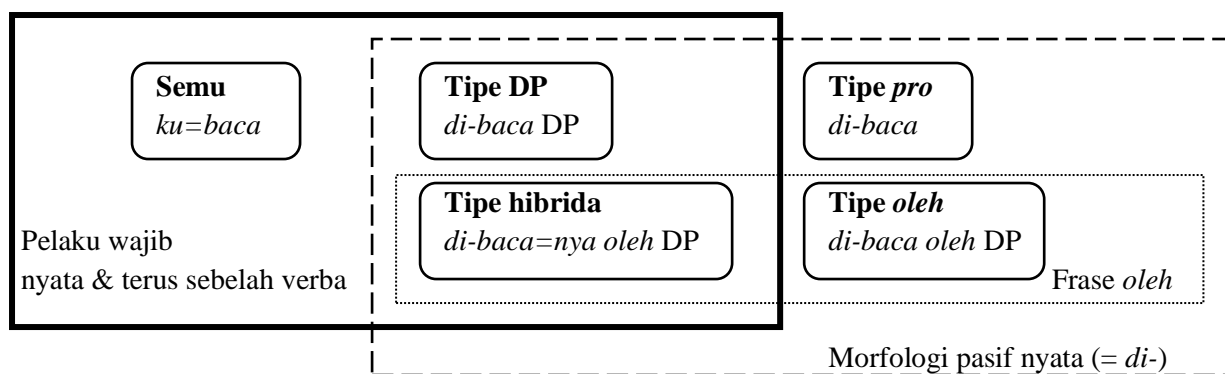 Semu
ku=baca
Tipe DP
di-baca DP
Tipe pro
di-baca
Tipe hibrida
di-baca=nya oleh DP
Tipe oleh
di-baca oleh DP
Pelaku wajib
nyata & terus sebelah verba
Frase oleh
Morfologi pasif nyata (= di-)